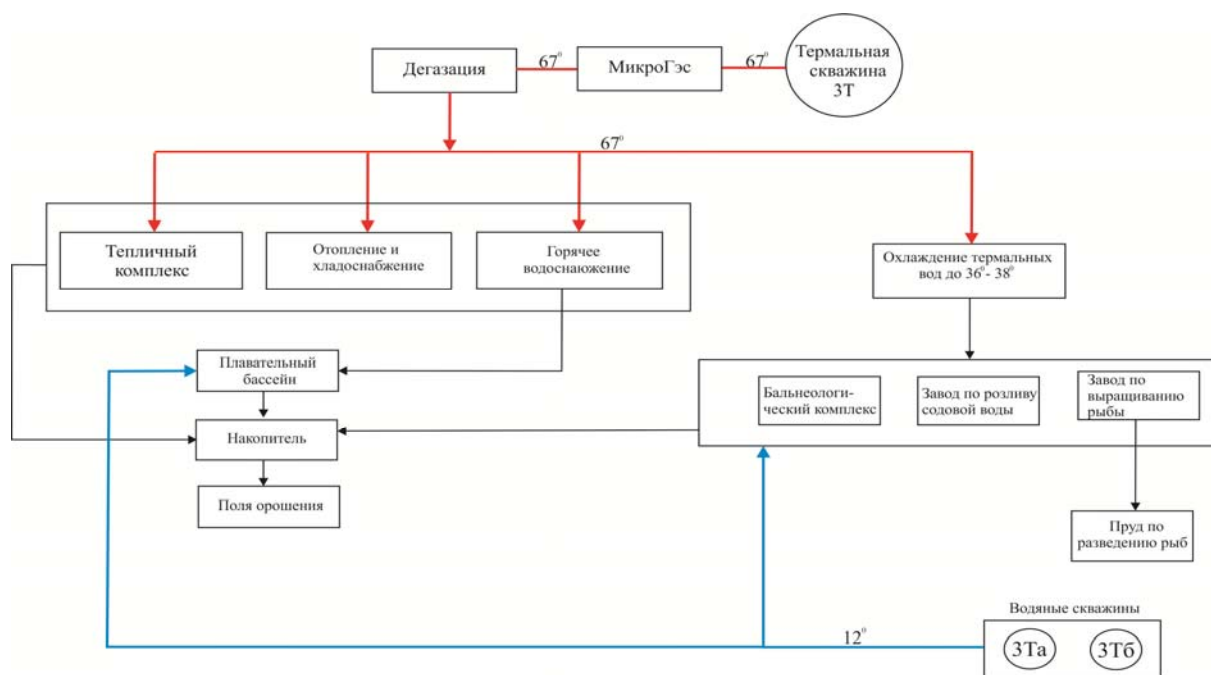 Дегазация
67°
МикроГэс
67°
Термальная
скважина
3Т
67°
Тепличный
комплекс
Отопление и
хладоснабжение
Горячее
водоснаюжение
Охлаждение термальных
вод до 36°- 38°
Плавательный
бассейн
Бальнеологи-
ческий комплекс
Завод по розливу
содовой воды
Завод по
выращиванию
рыбы
Накопитель
Поля орошения
Пруд по
разведению рыб
Водяные скважины
12°
3Та
3Тб